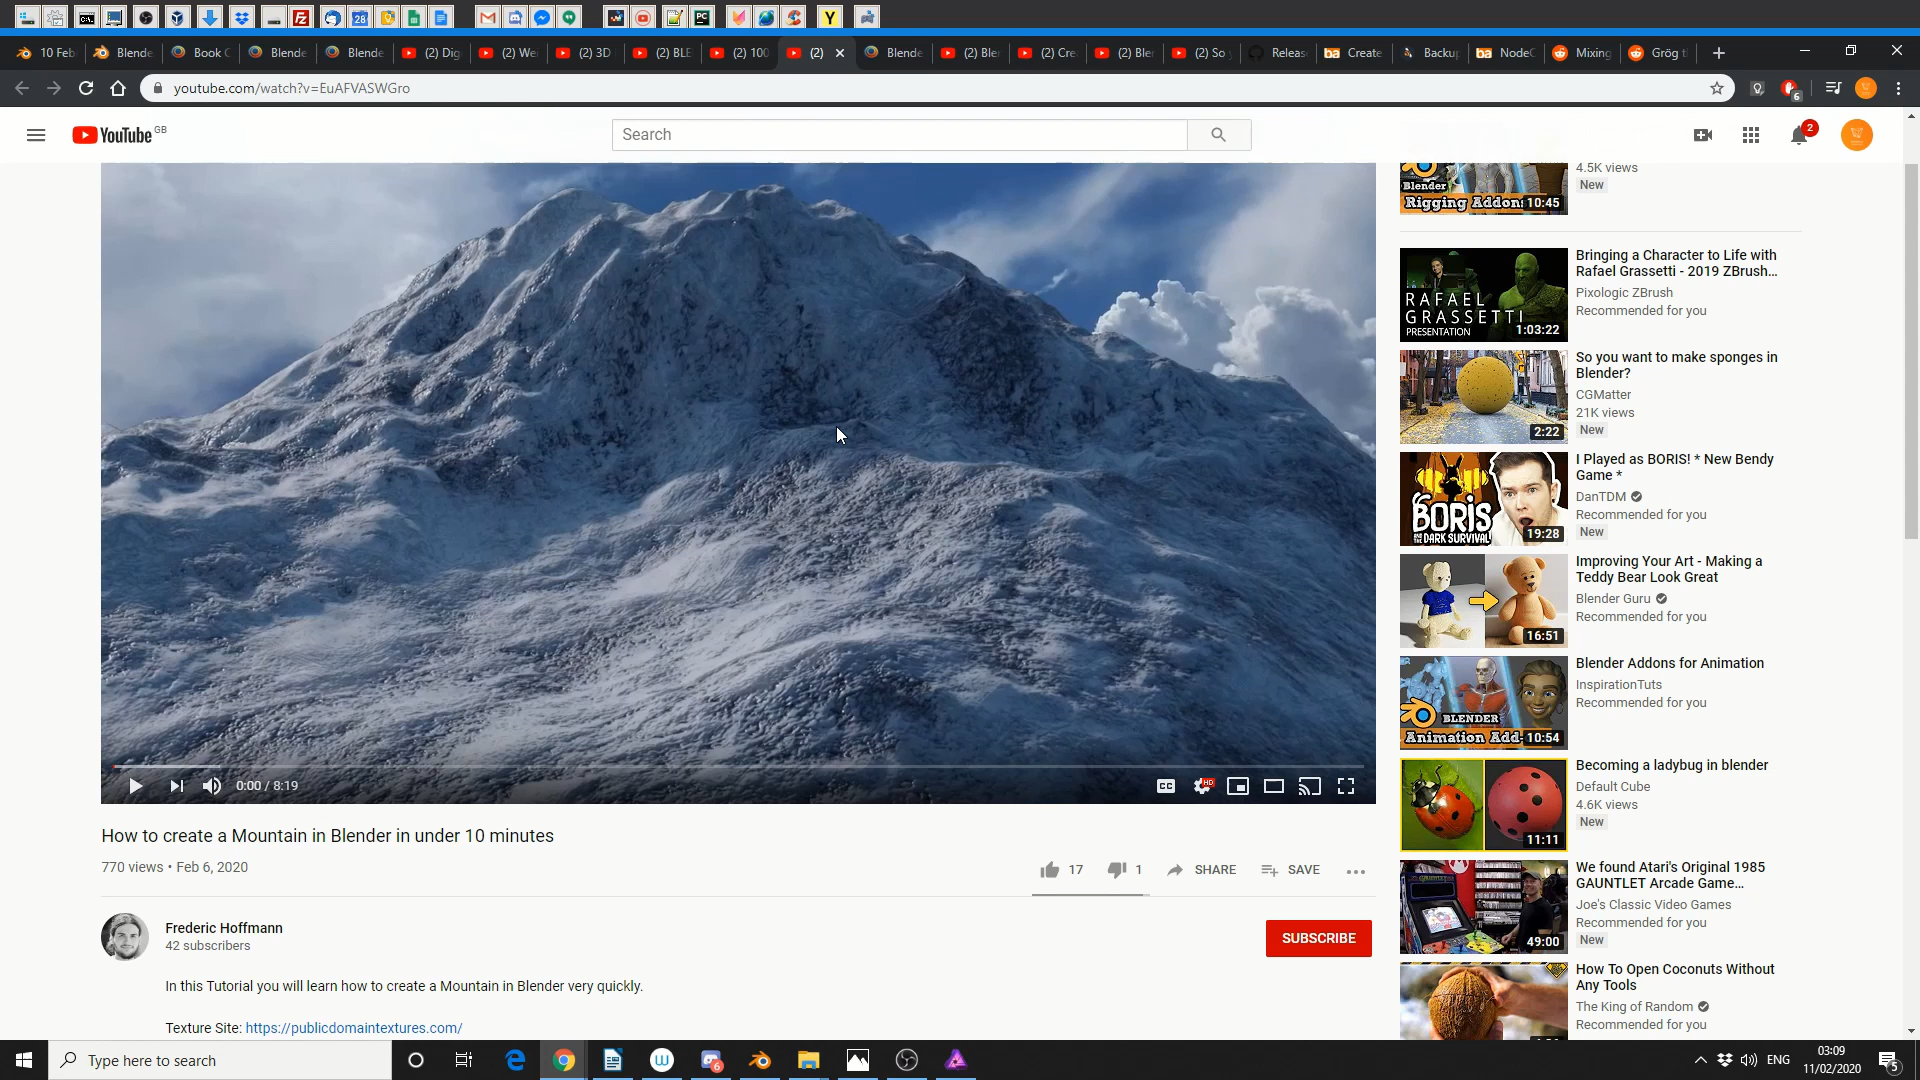 10 Feb
Blende
Book C
Blende
Blende
(2) Dig
(2) We
(2) 3D
(2) BLE
(2) 100
(2)
Blende
(2) Ble
(2) Cre
(2) Ble
(2) So
Releas
Create
Backup
NodeC
Mixing
Grög t
youtube.com/watch?v=EuAFVASWGro
6
YouTube GB
Search
2
Blender
Rigging Addons
10:45
4.5K views
New
RAFAEL
GRASSETTI
PRESENTATION
1:03:22
Bringing a Character to Life with
Rafael Grassetti - 2019 ZBrush...
Pixologic ZBrush
Recommended for you
2:22
So you want to make sponges in
Blender?
CGMatter
21K views
New
BORIS
AND THE DARK SURVIVAL
19:28
I Played as BORIS! * New Bendy
Game *
DanTDM
Recommended for you
New
16:51
Improving Your Art - Making a
Teddy Bear Look Great
Blender Guru
Recommended for you
BLENDER
Animation Add-
10:54
Blender Addons for Animation
InspirationTuts
Recommended for you
11:11
Becoming a ladybug in blender
Default Cube
4.6K views
New
49:00
We found Atari's Original 1985
GAUNTLET Arcade Game...
Joe's Classic Video Games
Recommended for you
New
How To Open Coconuts Without
Any Tools
The King of Random
Recommended for you
0:00 / 8:19
CC
HD
How to create a Mountain in Blender in under 10 minutes
770 views • Feb 6, 2020
17
1
SHARE
SAVE
Frederic Hoffmann
42 subscribers
SUBSCRIBE
In this Tutorial you will learn how to create a Mountain in Blender very quickly.
Texture Site: https://publicdomaintextures.com/
Type here to search
6
ENG
03:09
11/02/2020
5